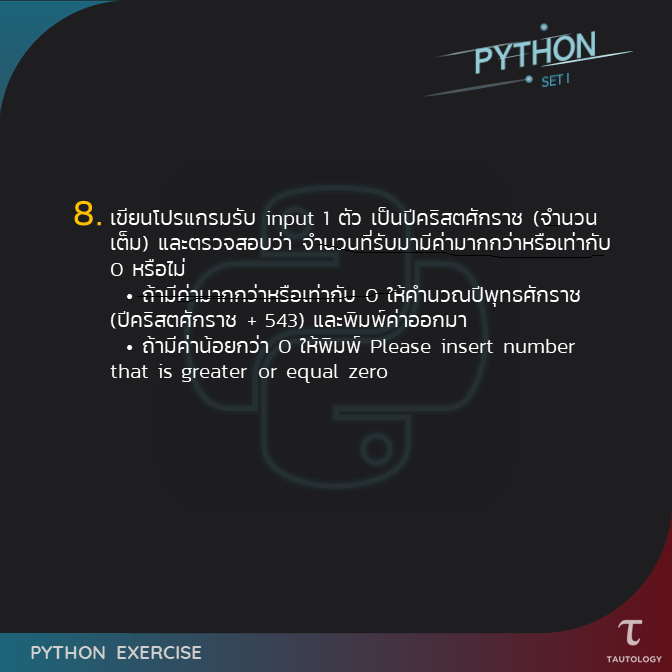 PYTHON
SET I
8. เขียนโปรแกรมรับ input 1 ตัว เป็นปีคริสตศักราช (จำนวน
เต็ม) และตรวจสอบว่า จำนวนที่รับมามีค่ามากกว่าหรือเท่ากับ
0 หรือไม่
• ถ้ามีค่ามากกว่าหรือเท่ากับ 0 ให้คำนวณปีพุทธศักราช
(ปีคริสตศักราช + 543) และพิมพ์ค่าออกมา
• ถ้ามีค่าน้อยกว่า 0 ให้พิมพ์ Please insert number
that is greater or equal zero
PYTHON EXERCISE
τ
TAUTOLOGY